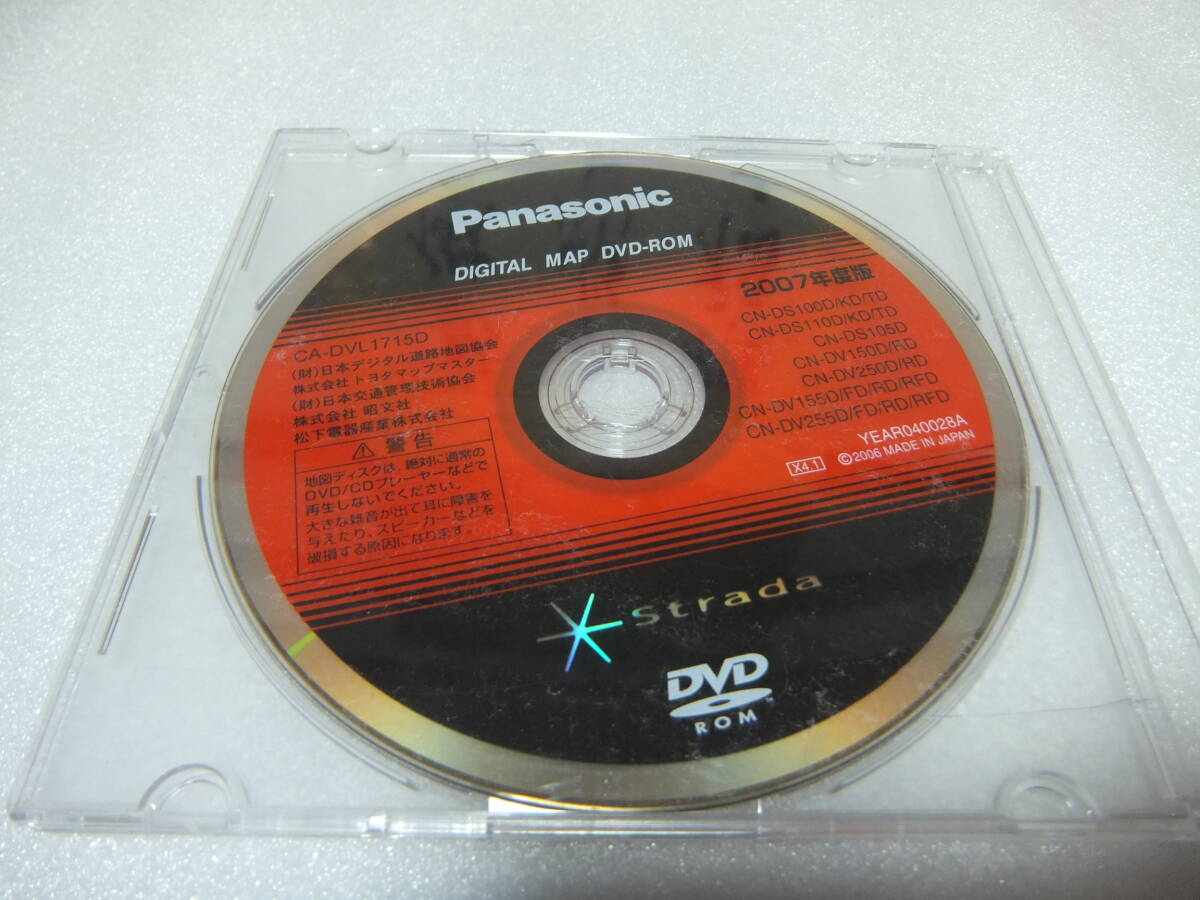 Panasonic
DIGITAL MAP DVD-ROM
2007年度版
CN-DS100D/KD/TD
CN-DS110D/KD/TD
CN-DS105D
CN-DV150D/RD
CN-DV250D/RD
CN-DV155D/FD/RD/RFD
CN-DV255D/FD/RD/RFD
YEAR040028A
X4.1 ©2006 MADE IN JAPAN
CA-DVL1715D
(財)日本デジタル道路地図協会
株式会社 トヨタマップマスター
(財)日本交通管理技術協会
株式会社 昭文社
松下電器産業株式会社
警告
地図ディスクは、絶対に通常の
DVD/CDプレーヤーなどで
再生しないでください。
大きな雑音が出て耳に障害を
与えたり、スピーカーなどを
破損する原因になります。
Strada
DVD
ROM